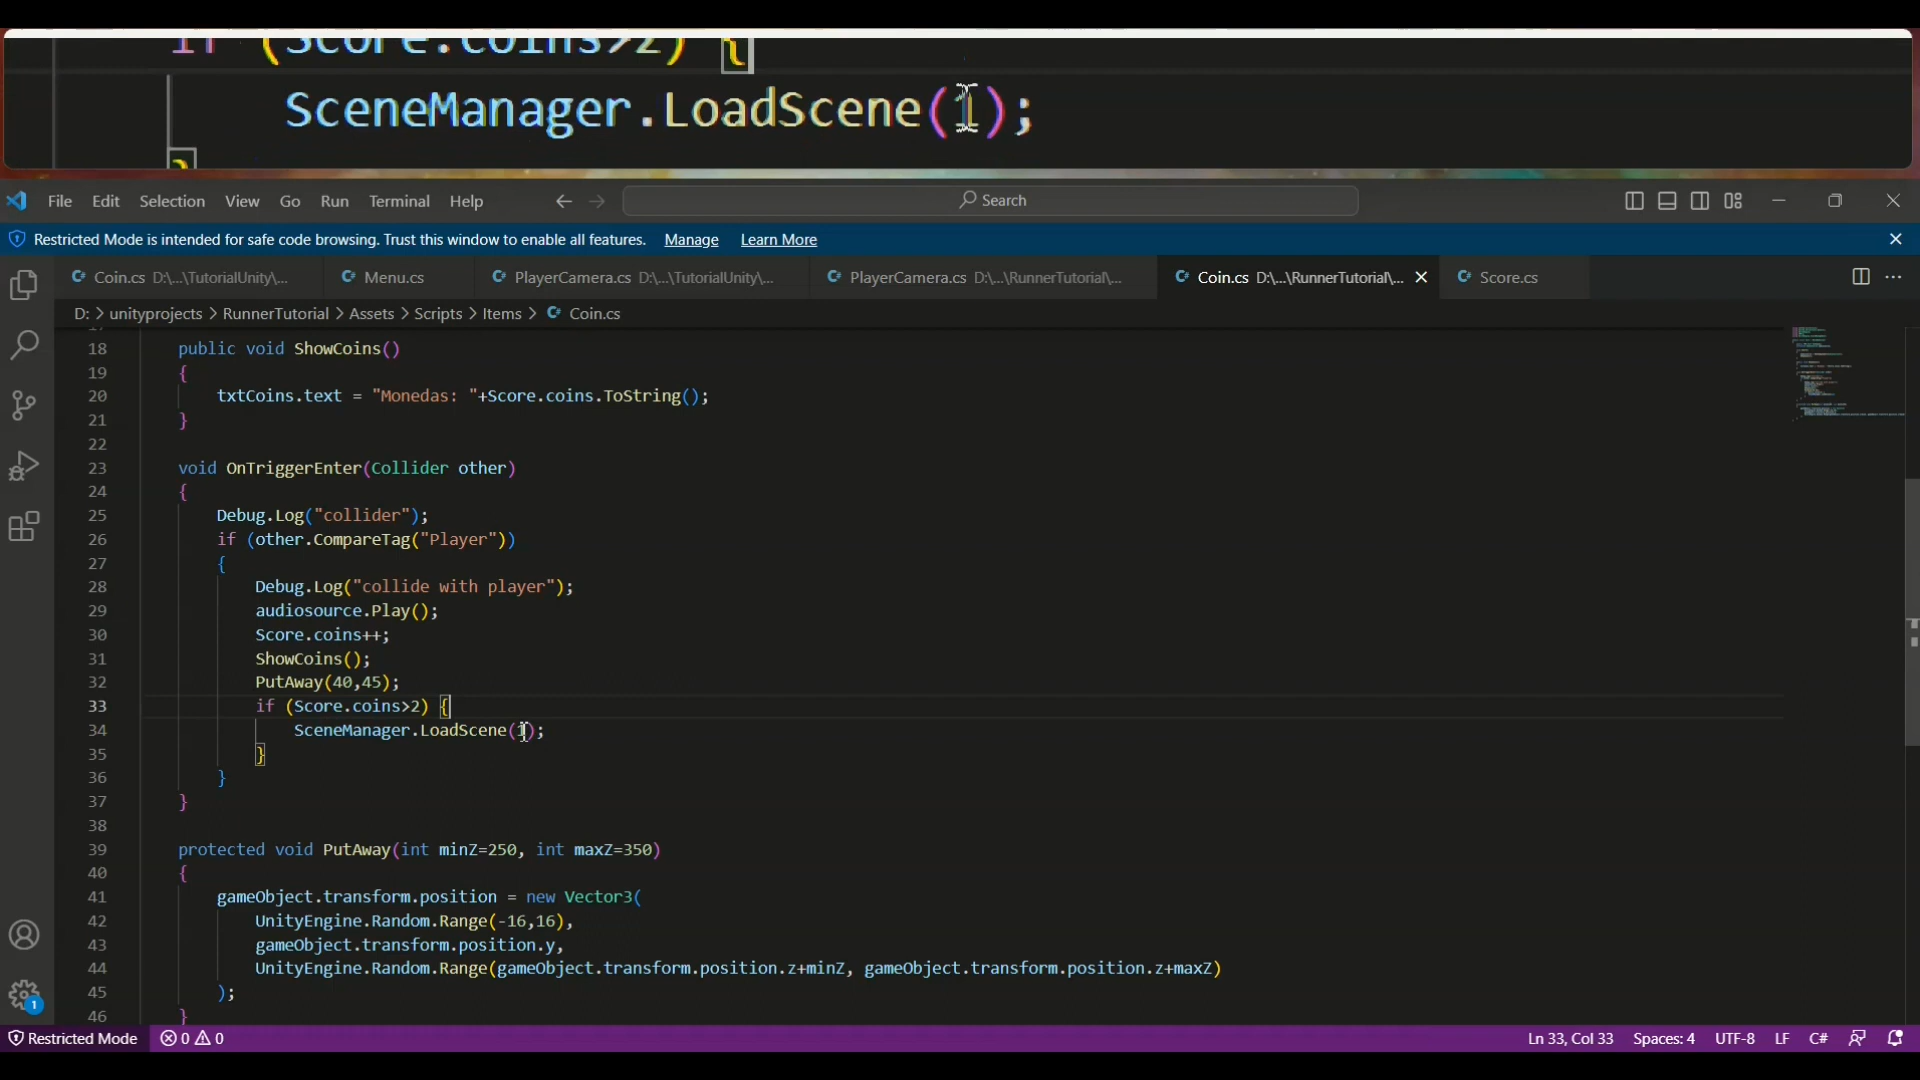 if (Score.coins>2) {
SceneManager.LoadScene(1);
}
File Edit Selection View Go Run Terminal Help Search
Restricted Mode is intended for safe code browsing. Trust this window to enable all features. Manage Learn More
Coin.cs D:\...\TutorialUnity\... Menu.cs PlayerCamera.cs D:\...\TutorialUnity\... PlayerCamera.cs D:\...\RunnerTutorial\... Coin.cs D:\...\RunnerTutorial\... Score.cs
D: > unityprojects > RunnerTutorial > Assets > Scripts > Items > Coin.cs
17
18 public void ShowCoins()
19 {
20 txtCoins.text = "Monedas: "+Score.coins.ToString();
21 }
22
23 void OnTriggerEnter(Collider other)
24 {
25 Debug.Log("collider");
26 if (other.CompareTag("Player"))
27 {
28 Debug.Log("collide with player");
29 audiosource.Play();
30 Score.coins++;
31 ShowCoins();
32 PutAway(40,45);
33 if (Score.coins>2) {
34 SceneManager.LoadScene(1);
35 }
36 }
37 }
38
39 protected void PutAway(int minZ=250, int maxZ=350)
40 {
41 gameObject.transform.position = new Vector3(
42 UnityEngine.Random.Range(-16,16),
43 gameObject.transform.position.y,
44 UnityEngine.Random.Range(gameObject.transform.position.z+minZ, gameObject.transform.position.z+maxZ)
45 );
46 }
Restricted Mode 0 0 Ln 33, Col 33 Spaces: 4 UTF-8 LF C#
1